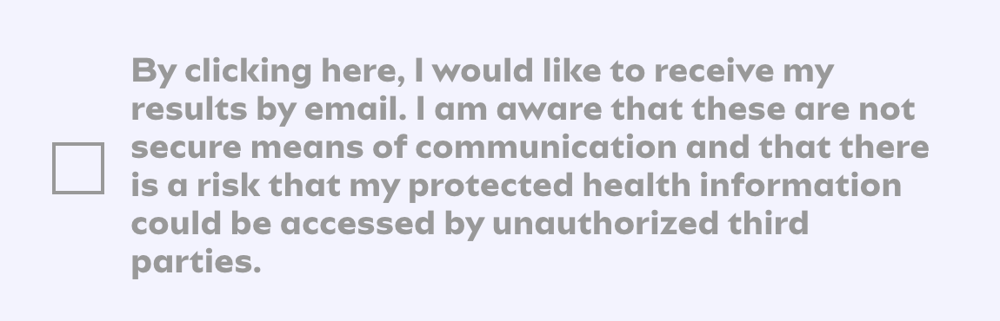 By clicking here, I would like to receive my
results by email. I am aware that these are not
secure means of communication and that there
is a risk that my protected health information
could be accessed by unauthorized third
parties.